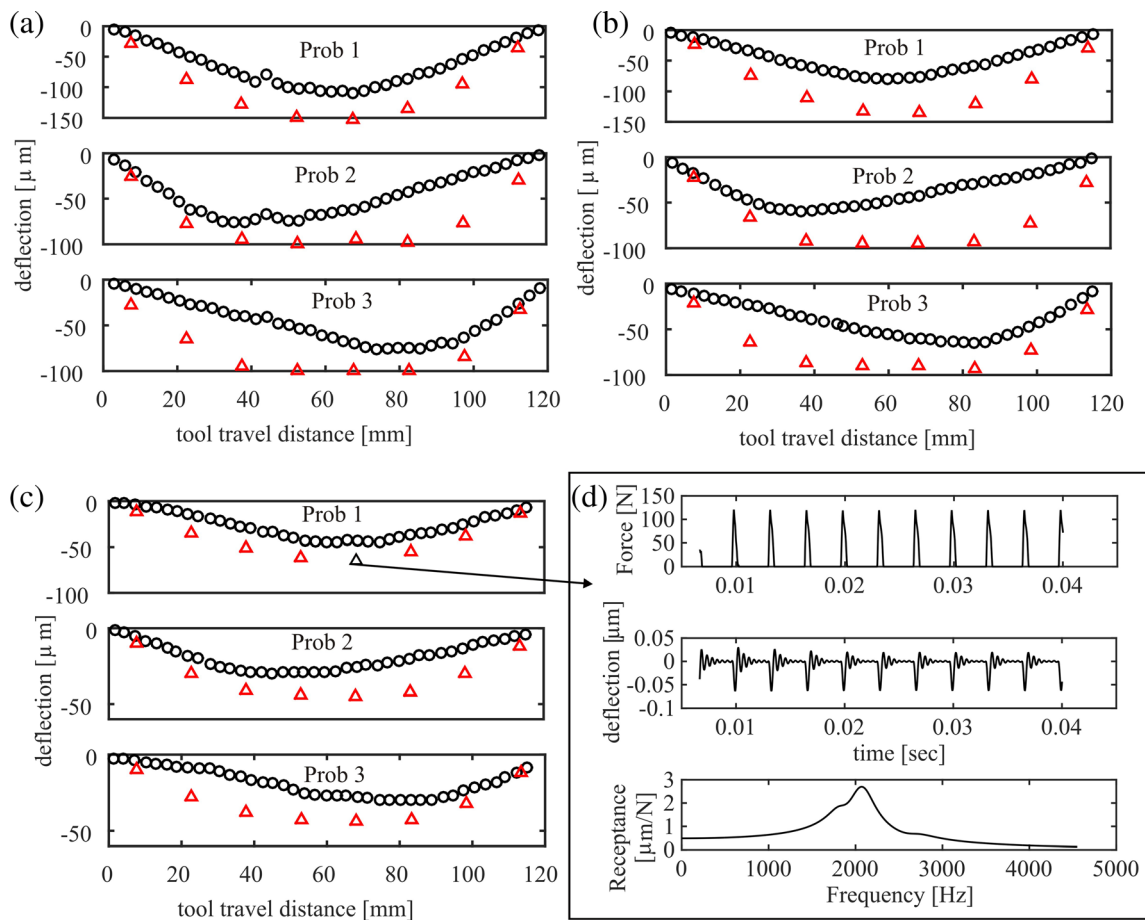 (a)
0
-50
-100
-150
Prob 1
0
-50
-100
Prob 2
0
-50
-100
Prob 3
deflection [µ m]
0 20 40 60 80 100 120
tool travel distance [mm]
(b)
0
-50
-100
-150
Prob 1
0
-50
-100
Prob 2
0
-50
-100
Prob 3
deflection [µ m]
0 20 40 60 80 100 120
tool travel distance [mm]
(c)
0
-50
-100
Prob 1
0
-50
Prob 2
0
-50
Prob 3
deflection [µ m]
0 20 40 60 80 100 120
tool travel distance [mm]
(d)
Force [N]
150
100
50
0
0.01 0.02 0.03 0.04
deflection [µm]
0.05
0
-0.05
-0.1
0.01 0.02 0.03 0.04
time [sec]
Receptance
[µm/N]
3
2
1
0
0 1000 2000 3000 4000 5000
Frequency [Hz]